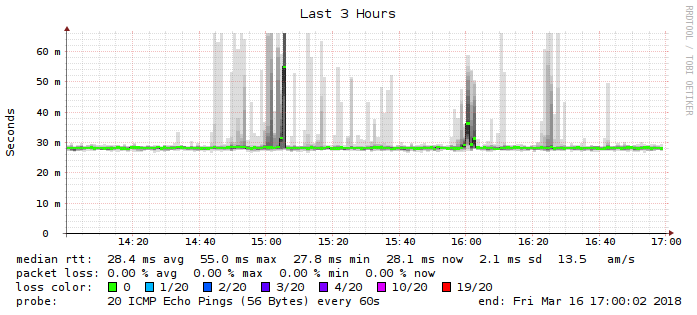 Last 3 Hours
RRDTOOL / TOBI OETIKER
Seconds
60 m
50 m
40 m
30 m
20 m
10 m
0
14:20 14:40 15:00 15:20 15:40 16:00 16:20 16:40 17:00
median rtt: 28.4 ms avg 55.0 ms max 27.8 ms min 28.1 ms now 2.1 ms sd 13.5 am/s
packet loss: 0.00 % avg 0.00 % max 0.00 % min 0.00 % now
loss color: 0 1/20 2/20 3/20 4/20 10/20 19/20
probe: 20 ICMP Echo Pings (56 Bytes) every 60s end: Fri Mar 16 17:00:02 2018